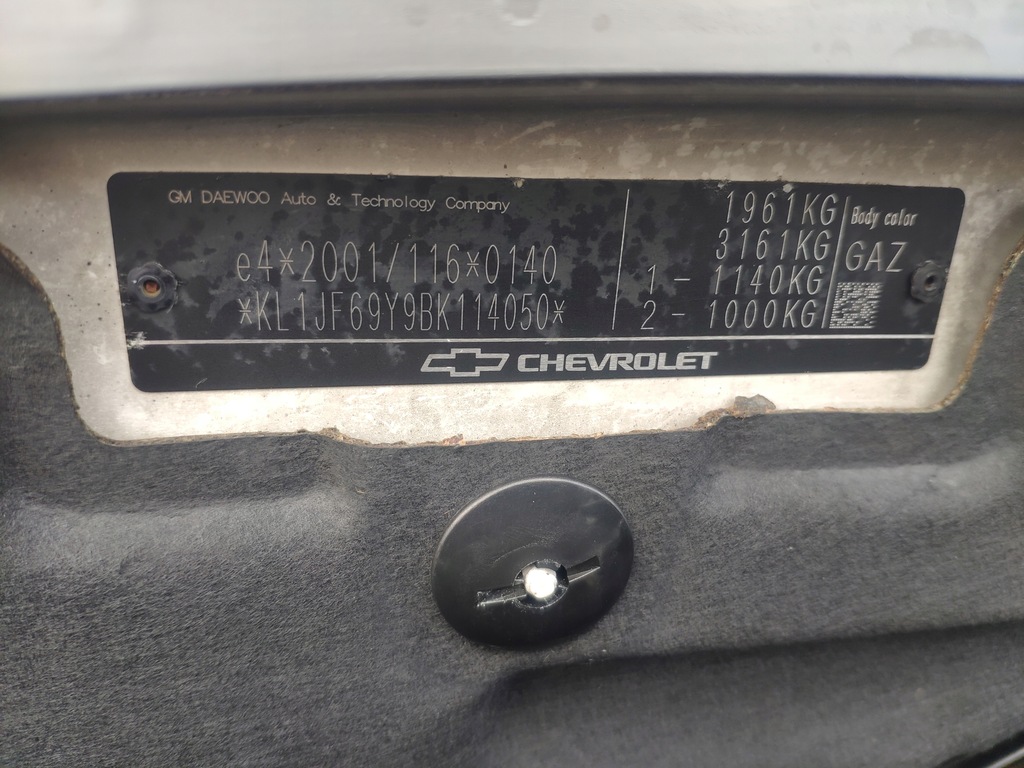 GM DAEWOO Auto & Technology Company
e4*2001/116*0140
*KL1JF69Y9BK114050*
1961KG
3161KG
1 - 1140KG
2 - 1000KG
Body color
GAZ
CHEVROLET